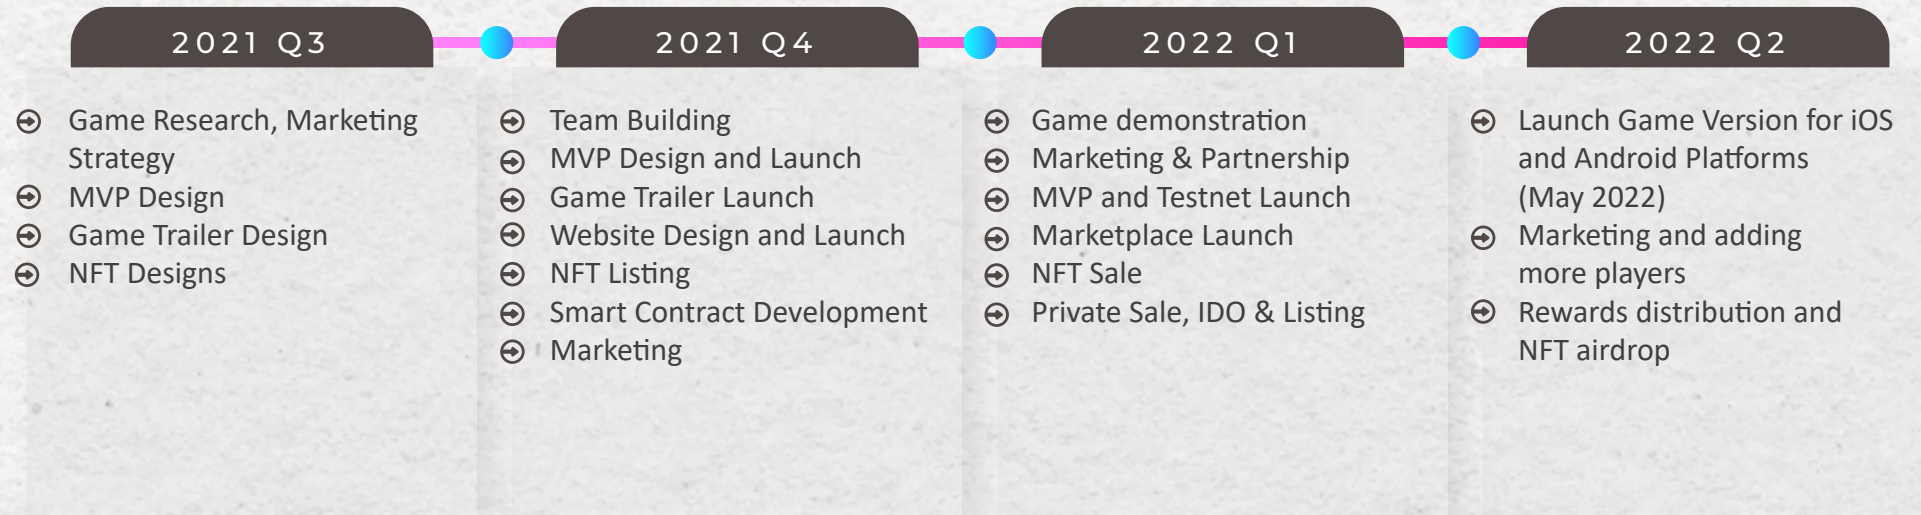 2021 Q3
Game Research, Marketing
Strategy
MVP Design
Game Trailer Design
NFT Designs
2021 Q4
Team Building
MVP Design and Launch
Game Trailer Launch
Website Design and Launch
NFT Listing
Smart Contract Development
Marketing
2022 Q1
Game demonstration
Marketing & Partnership
MVP and Testnet Launch
Marketplace Launch
NFT Sale
Private Sale, IDO & Listing
2022 Q2
Launch Game Version for iOS
and Android Platforms
(May 2022)
Marketing and adding
more players
Rewards distribution and
NFT airdrop